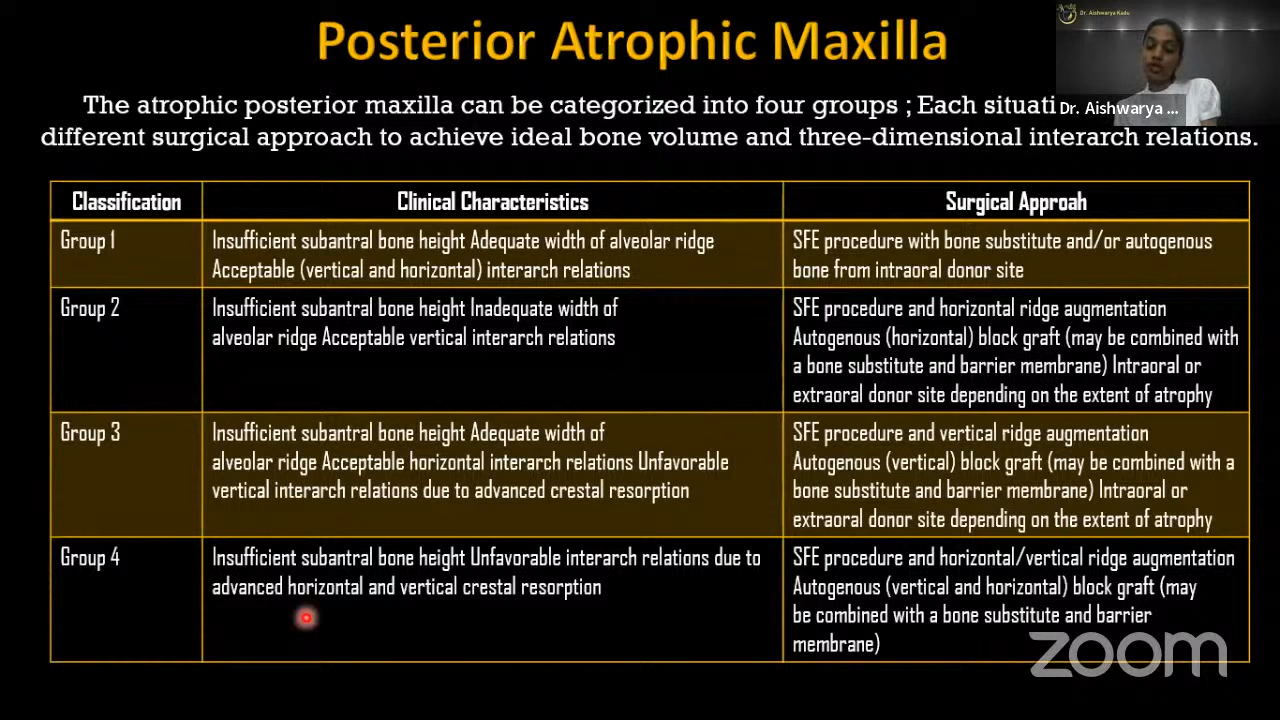 Posterior Atrophic Maxilla
Dr. Aishwarya Kadu
The atrophic posterior maxilla can be categorized into four groups ; Each situati
Dr. Aishwarya ...
different surgical approach to achieve ideal bone volume and three-dimensional interarch relations.
Classification
Clinical Characteristics
Surgical Approah
Group 1
Insufficient subantral bone height Adequate width of alveolar ridge
Acceptable (vertical and horizontal) interarch relations
SFE procedure with bone substitute and/or autogenous
bone from intraoral donor site
Group 2
Insufficient subantral bone height Inadequate width of
alveolar ridge Acceptable vertical interarch relations
SFE procedure and horizontal ridge augmentation
Autogenous (horizontal) block graft (may be combined with
a bone substitute and barrier membrane) Intraoral or
extraoral donor site depending on the extent of atrophy
Group 3
Insufficient subantral bone height Adequate width of
alveolar ridge Acceptable horizontal interarch relations Unfavorable
vertical interarch relations due to advanced crestal resorption
SFE procedure and vertical ridge augmentation
Autogenous (vertical) block graft (may be combined with a
bone substitute and barrier membrane) Intraoral or
extraoral donor site depending on the extent of atrophy
Group 4
Insufficient subantral bone height Unfavorable interarch relations due to
advanced horizontal and vertical crestal resorption
SFE procedure and horizontal/vertical ridge augmentation
Autogenous (vertical and horizontal) block graft (may
be combined with a bone substitute and barrier
membrane)
zoom